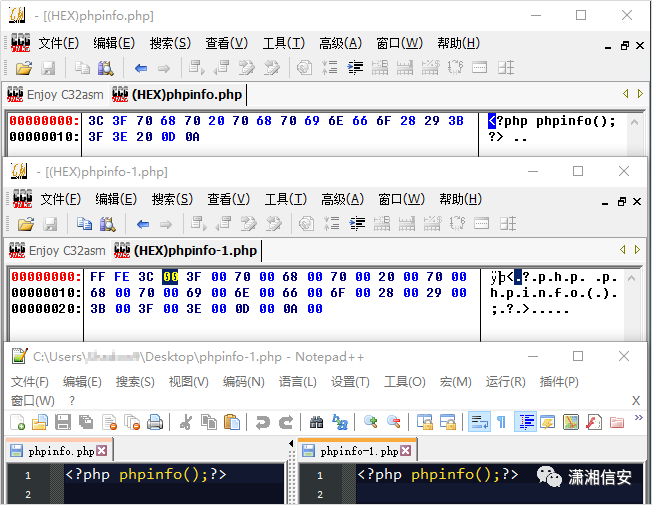 - [(HEX)phpinfo.php]
文件(F) 编辑(E) 搜索(S) 查看(V) 工具(T) 高级(A) 窗口(W) 帮助(H)
Enjoy C32asm (HEX)phpinfo.php
00000000: 3C 3F 70 68 70 20 70 68 70 69 6E 66 6F 28 29 3B <?php phpinfo();
00000010: 3F 3E 20 0D 0A ?> ..
- [(HEX)phpinfo-1.php]
文件(F) 编辑(E) 搜索(S) 查看(V) 工具(T) 高级(A) 窗口(W) 帮助(H)
Enjoy C32asm (HEX)phpinfo-1.php
00000000: FF FE 3C 00 3F 00 70 00 68 00 70 00 20 00 70 00 ÿþ<.?.p.h.p. .p.
00000010: 68 00 70 00 69 00 6E 00 66 00 6F 00 28 00 29 00 h.p.i.n.f.o.(.).
00000020: 3B 00 3F 00 3E 00 0D 00 0A 00 ;.?.>.....
C:\Users\ \Desktop\phpinfo-1.php - Notepad++
文件(F) 编辑(E) 搜索(S) 视图(V) 编码(N) 语言(L) 设置(T) 工具(O) 宏(M) 运行(R) 插件(P)
窗口(W) ? X
phpinfo.php phpinfo-1.php
1 <?php phpinfo();?> 1 <?php phpinfo();?>
2 2
潇湘信安